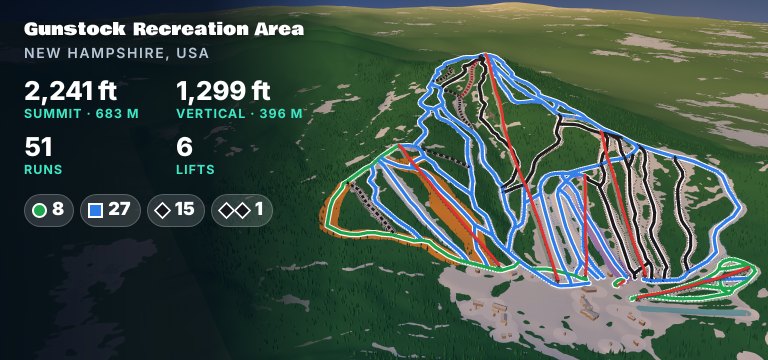 Gunstock Recreation Area
NEW HAMPSHIRE, USA
2,241 ft 1,299 ft
SUMMIT · 683 M VERTICAL · 396 M
51 6
RUNS LIFTS
8 27 15 1